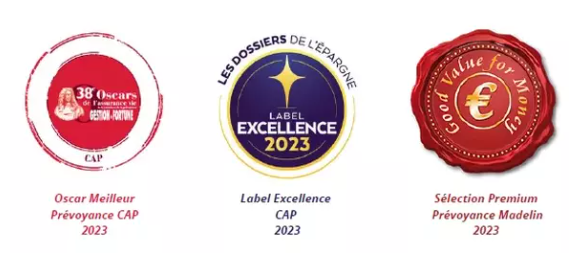 38e Oscars
de l'assurance vie
GESTION de FORTUNE
CAP
LES DOSSIERS DE L'ÉPARGNE
LABEL
EXCELLENCE
2023
Good Value for Money
€
Oscar Meilleur
Prévoyance CAP
2023
Label Excellence
CAP
2023
Sélection Premium
Prévoyance Madelin
2023